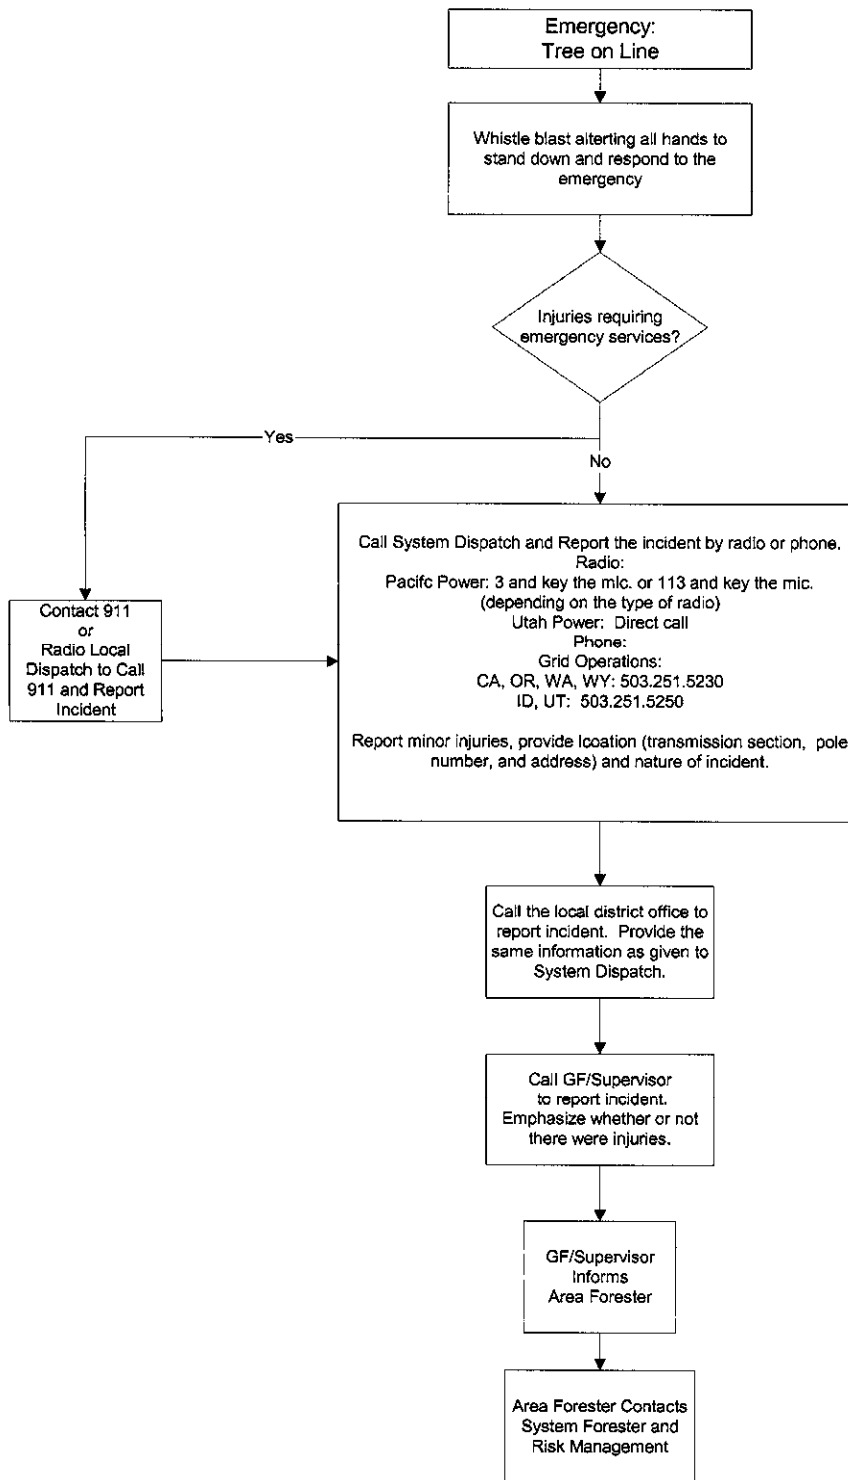 Emergency:
Tree on Line
Whistle blast alterting all hands to
stand down and respond to the
emergency
Injuries requiring
emergency services?
Yes
No
Contact 911
or
Radio Local
Dispatch to Call
911 and Report
Incident
Call System Dispatch and Report the incident by radio or phone.
Radio:
Pacifc Power: 3 and key the mic. or 113 and key the mic.
(depending on the type of radio)
Utah Power: Direct call
Phone:
Grid Operations:
CA, OR, WA, WY: 503.251.5230
ID, UT: 503.251.5250
Report minor injuries, provide lcoation (transmission section, pole
number, and address) and nature of incident.
Call the local district office to
report incident. Provide the
same information as given to
System Dispatch.
Call GF/Supervisor
to report incident.
Emphasize whether or not
there were injuries.
GF/Supervisor
Informs
Area Forester
Area Forester Contacts
System Forester and
Risk Management